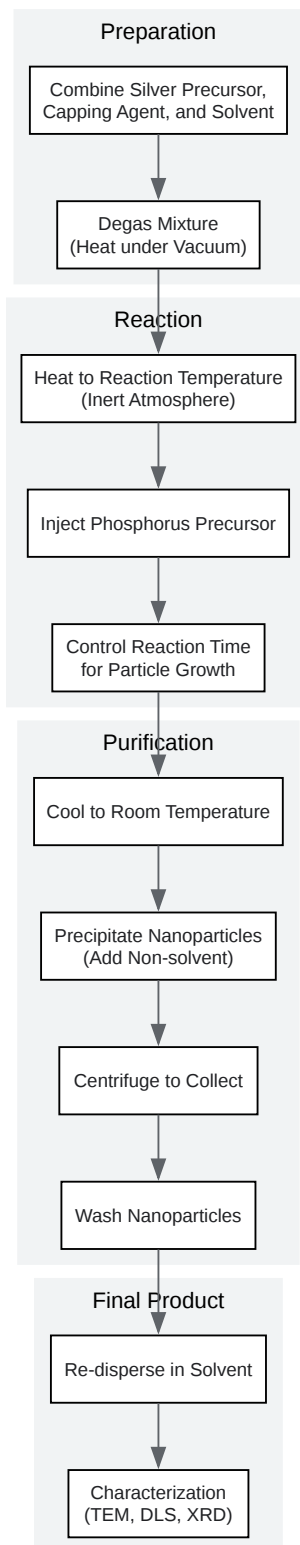 Preparation
Combine Silver Precursor,
Capping Agent, and Solvent
Degas Mixture
(Heat under Vacuum)
Reaction
Heat to Reaction Temperature
(Inert Atmosphere)
Inject Phosphorus Precursor
Control Reaction Time
for Particle Growth
Purification
Cool to Room Temperature
Precipitate Nanoparticles
(Add Non-solvent)
Centrifuge to Collect
Wash Nanoparticles
Final Product
Re-disperse in Solvent
Characterization
(TEM, DLS, XRD)